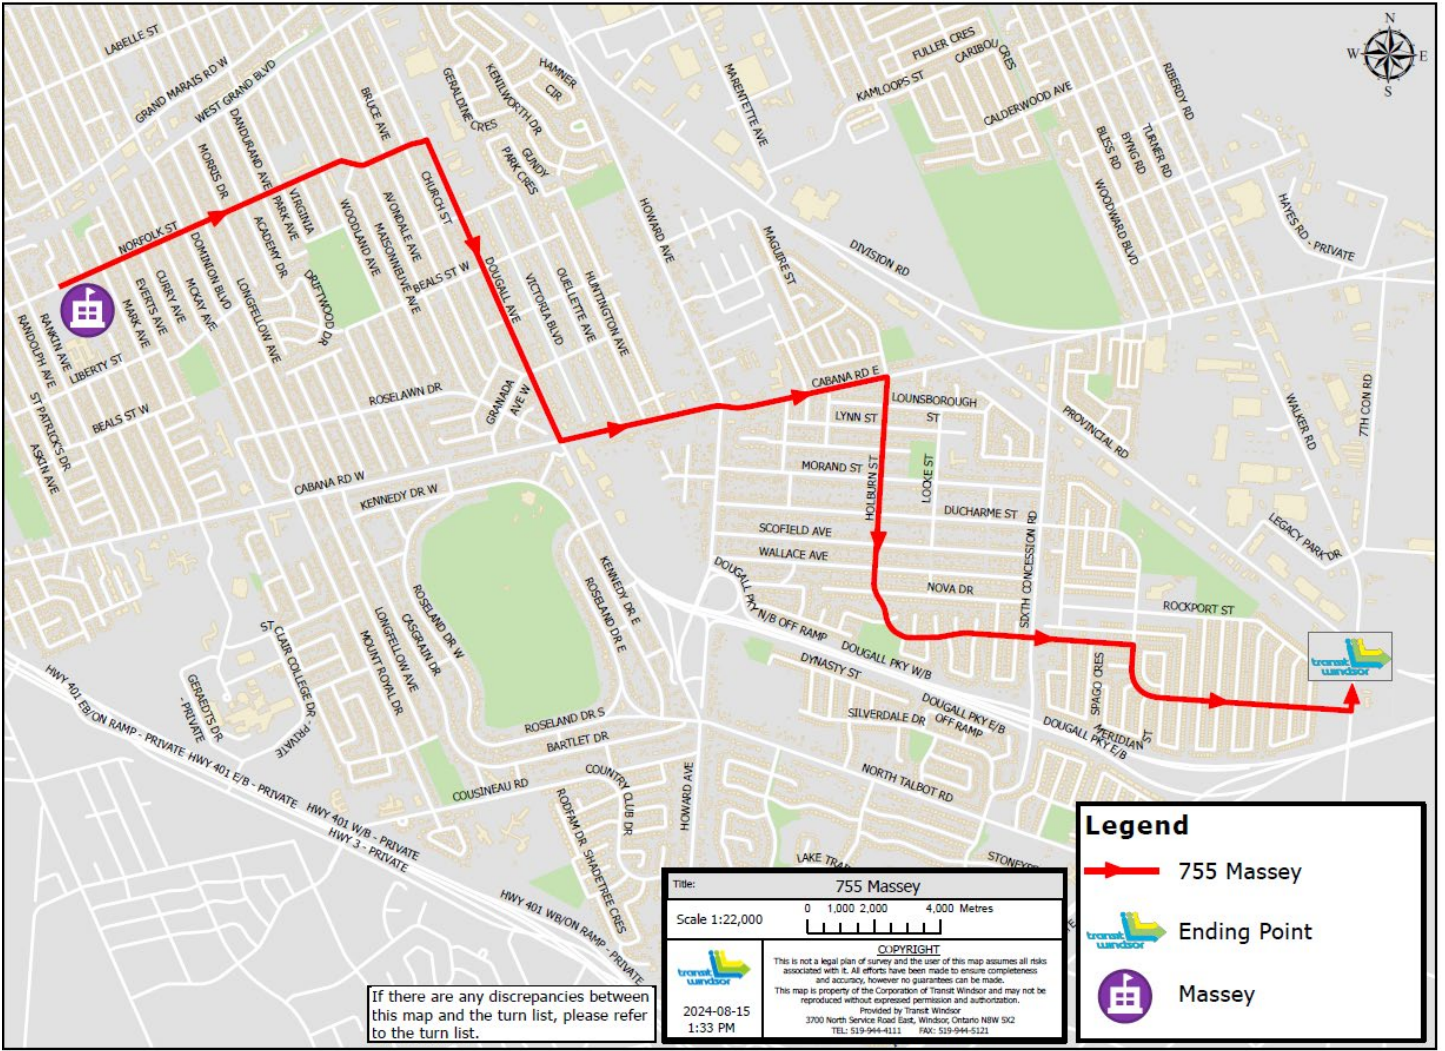 LABELLE ST
GRAND MARAIS RD W
WEST GRAND BLVD
BRUCE AVE
GERALDINE CRES
KENILWORTH DR
HAMNER CIR
GUNDY
PARK CRES
MARENTETTE AVE
FULLER CRES
CARIBOU CRES
KAMLOOPS ST
CALDERWOOD AVE
RIBERDY RD
BLISS RD
BYNG RD
TURNER RD
WOODWARD BLVD
HAYES RD - PRIVATE
N
W
E
S
MORRIS DR
DANDURAND AVE
VIRGINIA
PARK AVE
ACADEMY DR
NORFOLK ST
DOMINION BLVD
MCKAY AVE
CURRY AVE
EVERTS AVE
MARK AVE
LONGFELLOW AVE
DRIFTWOOD DR
WOODLAND AVE
AVONDALE AVE
MAISONNEUVE AVE
CHURCH ST
BEALS ST W
DOUGALL AVE
VICTORIA BLVD
OUELLETTE AVE
HUNTINGTON AVE
HOWARD AVE
MAGUIRE ST
DIVISION RD
RANKIN AVE
RANDOLPH AVE
LIBERTY ST
ST PATRICK'S DR
ASKIN AVE
BEALS ST W
ROSELAWN DR
GRANADA
AVE W
CABANA RD E
LOUNSBOROUGH
ST
LYNN ST
MORAND ST
HOLBURN ST
LOCKE ST
DUCHARME ST
SCOFIELD AVE
WALLACE AVE
NOVA DR
SIXTH CONCESSION RD
PROVINCIAL RD
WALKER RD
7TH CON RD
LEGACY PARK DR
ROCKPORT ST
CABANA RD W
KENNEDY DR W
KENNEDY DR E
ROSELAND DR E
ROSELAND DR W
CASGRAIN DR
LONGFELLOW AVE
MOUNT ROYAL DR
ST CLAIR COLLEGE DR - PRIVATE
GERAEDTS DR
- PRIVATE
DOUGALL PKY N/B OFF RAMP
DOUGALL PKY W/B
DYNASTY ST
SILVERDALE DR
DOUGALL PKY E/B
OFF RAMP
DOUGALL PKY E/B
SPAGO CRES
MERIDIAN ST
transit
windsor
ROSELAND DR S
BARTLET DR
COUSINEAU RD
COUNTRY CLUB DR
RODFAM DR
SHADETREE CRES
HOWARD AVE
NORTH TALBOT RD
HWY 401 EB/ON RAMP - PRIVATE
HWY 401 E/B - PRIVATE
HWY 401 W/B - PRIVATE
HWY 3 - PRIVATE
HWY 401 WB/ON RAMP - PRIVATE
LAKE TRA
STONEY
If there are any discrepancies between
this map and the turn list, please refer
to the turn list.
Title:
755 Massey
Scale 1:22,000
0 1,000 2,000 4,000 Metres
transit
windsor
2024-08-15
1:33 PM
COPYRIGHT
This is not a legal plan of survey and the user of this map assumes all risks
associated with it. All efforts have been made to ensure completeness
and accuracy, however no guarantees can be made.
This map is property of the Corporation of Transit Windsor and may not be
reproduced without expressed permission and authorization.
Provided by Transit Windsor
3700 North Service Road East, Windsor, Ontario N8W 5X2
TEL: 519-944-4111 FAX: 519-944-5121
Legend
755 Massey
transit
windsor
Ending Point
Massey